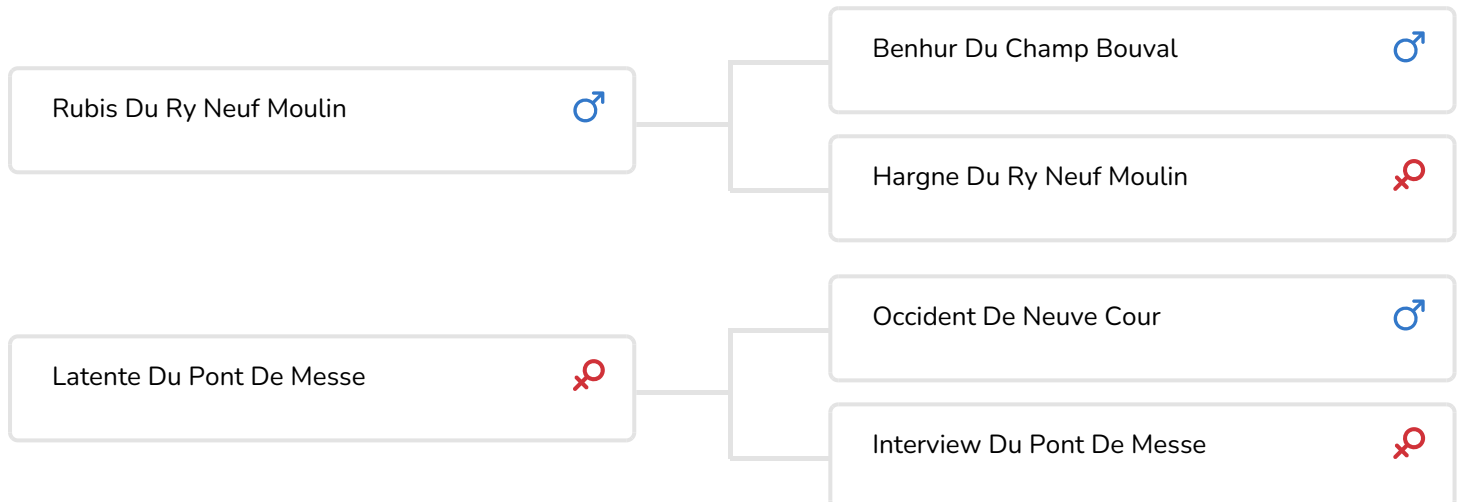 Benhur Du Champ Bouval
Rubis Du Ry Neuf Moulin
Hargne Du Ry Neuf Moulin
Occident De Neuve Cour
Latente Du Pont De Messe
Interview Du Pont De Messe